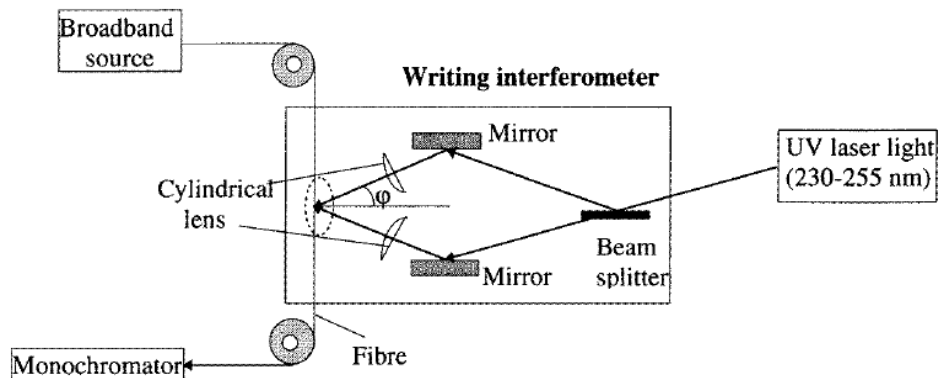 Broadband
source
Writing interferometer
Mirror
UV laser light
(230-255 nm)
Cylindrical
lens
φ
Beam
splitter
Mirror
Fibre
Monochromator